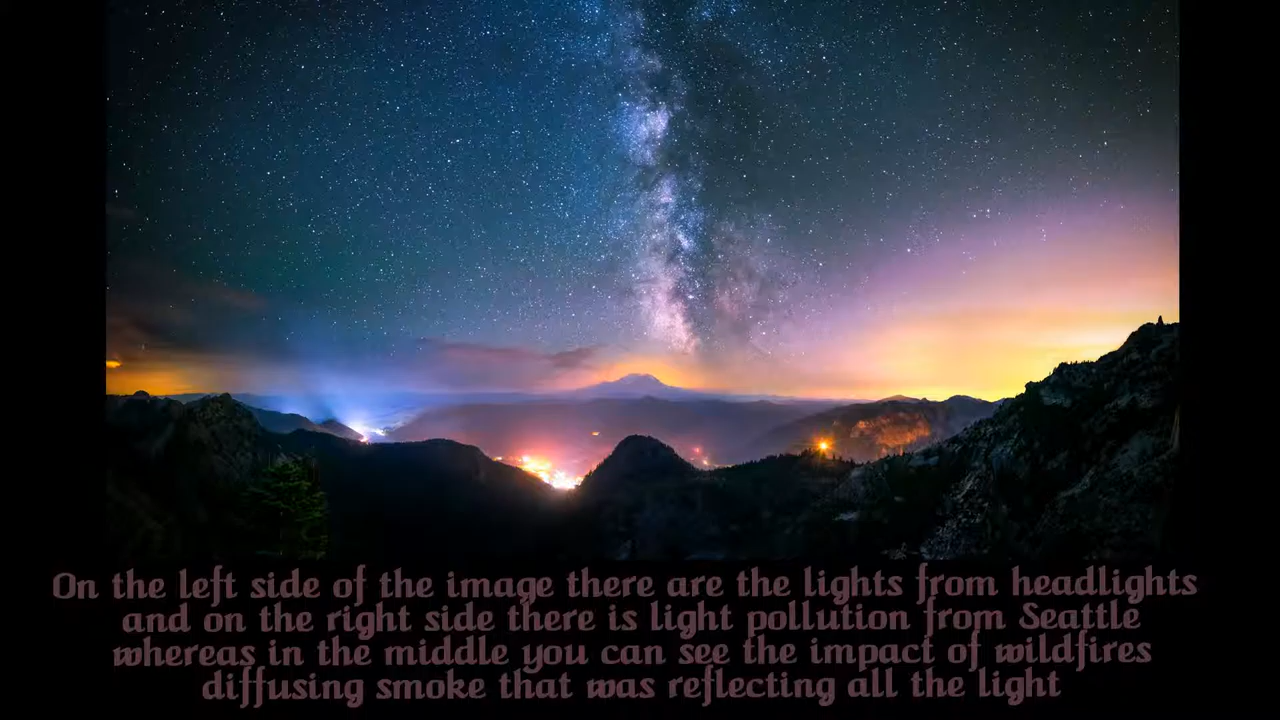 On the left side of the image there are the lights from headlights
and on the right side there is light pollution from Seattle
whereas in the middle you can see the impact of wildfires
diffusing smoke that was reflecting all the light